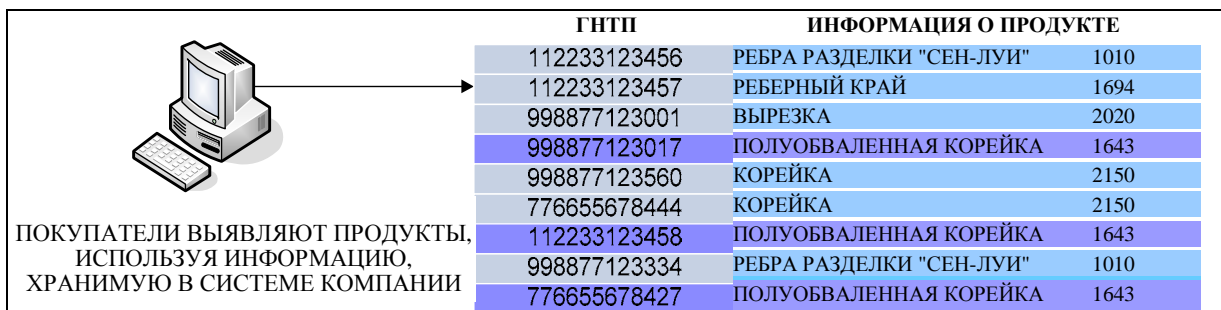 ГНТП ИНФОРМАЦИЯ О ПРОДУКТЕ
112233123456 РЕБРА РАЗДЕЛКИ "СЕН-ЛУИ" 1010
112233123457 РЕБЕРНЫЙ КРАЙ 1694
998877123001 ВЫРЕЗКА 2020
998877123017 ПОЛУОБВАЛЕННАЯ КОРЕЙКА 1643
998877123560 КОРЕЙКА 2150
776655678444 КОРЕЙКА 2150
112233123458 ПОЛУОБВАЛЕННАЯ КОРЕЙКА 1643
998877123334 РЕБРА РАЗДЕЛКИ "СЕН-ЛУИ" 1010
776655678427 ПОЛУОБВАЛЕННАЯ КОРЕЙКА 1643
ПОКУПАТЕЛИ ВЫЯВЛЯЮТ ПРОДУКТЫ,
ИСПОЛЬЗУЯ ИНФОРМАЦИЮ,
ХРАНИМУЮ В СИСТЕМЕ КОМПАНИИ